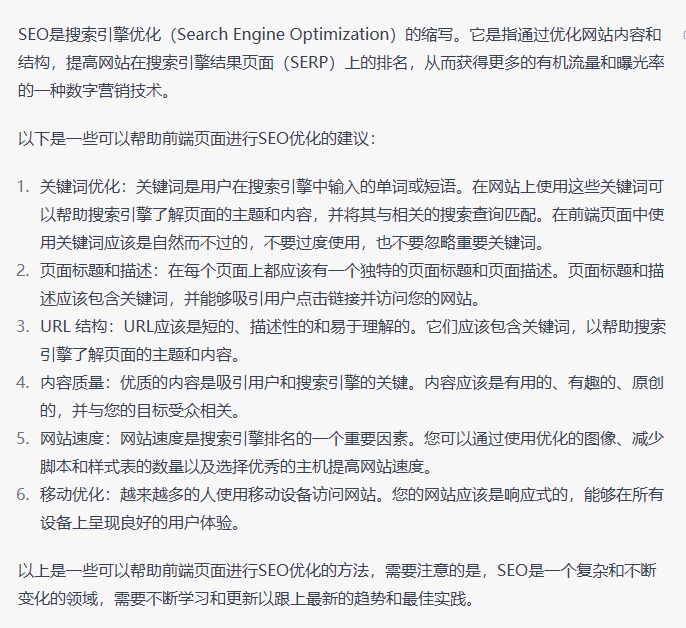 SEO是搜索引擎优化（Search Engine Optimization）的缩写。它是指通过优化网站内容和
结构，提高网站在搜索引擎结果页面（SERP）上的排名，从而获得更多的有机流量和曝光率
的一种数字营销技术。
以下是一些可以帮助前端页面进行SEO优化的建议：
1. 关键词优化：关键词是用户在搜索引擎中输入的单词或短语。在网站上使用这些关键词可
以帮助搜索引擎了解页面的主题和内容，并将其与相关的搜索查询匹配。在前端页面中使
用关键词应该是自然而不过的，不要过度使用，也不要忽略重要关键词。
2. 页面标题和描述：在每个页面上都应该有一个独特的页面标题和页面描述。页面标题和描
述应该包含关键词，并能够吸引用户点击链接并访问您的网站。
3. URL 结构：URL应该是短的、描述性的和易于理解的。它们应该包含关键词，以帮助搜索
引擎了解页面的主题和内容。
4. 内容质量：优质的内容是吸引用户和搜索引擎的关键。内容应该是有用的、有趣的、原创
的，并与您的目标受众相关。
5. 网站速度：网站速度是搜索引擎排名的一个重要因素。您可以通过使用优化的图像、减少
脚本和样式表的数量以及选择优秀的主机提高网站速度。
6. 移动优化：越来越多的人使用移动设备访问网站。您的网站应该是响应式的，能够在所有
设备上呈现良好的用户体验。
以上是一些可以帮助前端页面进行SEO优化的方法，需要注意的是，SEO是一个复杂和不断
变化的领域，需要不断学习和更新以跟上最新的趋势和最佳实践。